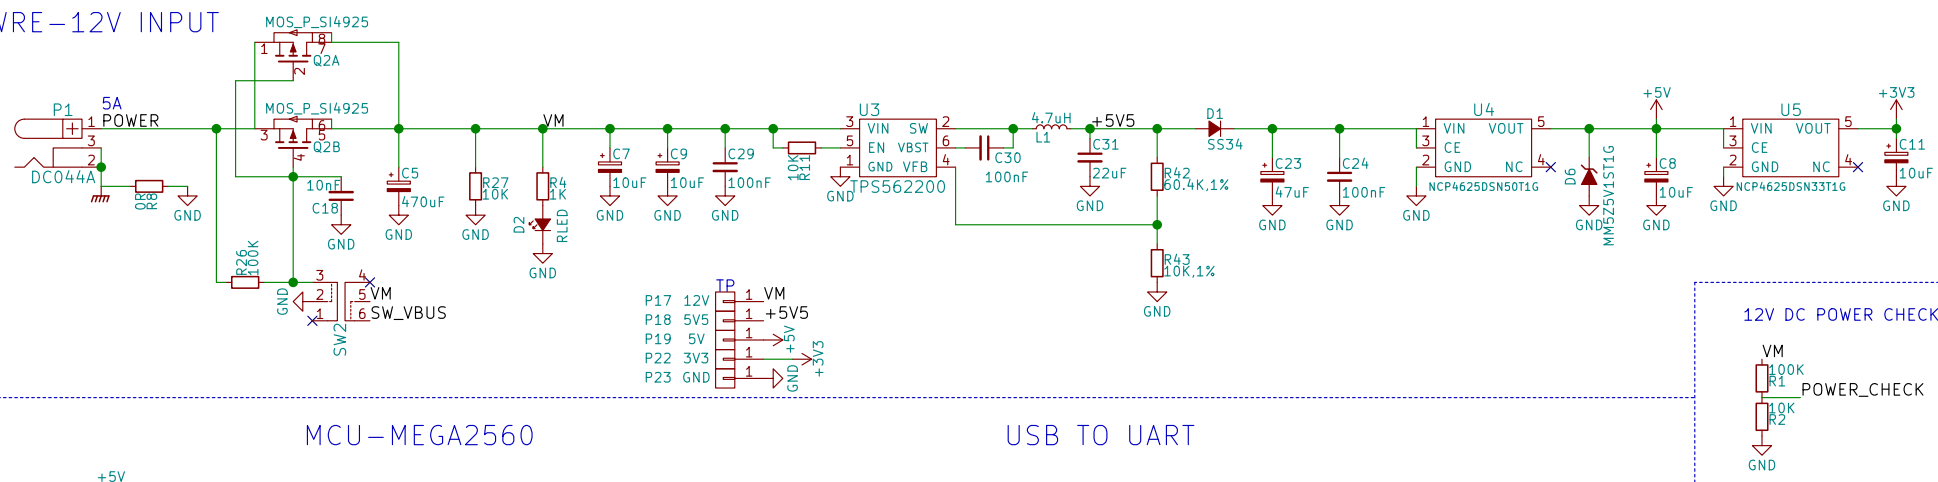 WRE-12V INPUT
MOS_P_SI4925
1
8
7
2
Q2A
MOS_P_SI4925
3
6
5
4
Q2B
P1
5A
POWER
1
3
2
DC044A
0R
R8
GND
10nF
C18
GND
C5
470uF
GND
R26
100K
GND
3
2
1
4
5
6
VM
SW_VBUS
SW2
R27
10K
GND
VM
R4
1K
D2
RLED
GND
C7
10uF
GND
C9
10uF
GND
C29
100nF
GND
10K
R11
U3
3 VIN SW 2
5 EN VBST 6
1 GND VFB 4
TPS562200
GND
C30
100nF
4.7uH
L1
+5V5
C31
22uF
GND
R42
60.4K,1%
R43
10K,1%
GND
D1
SS34
C23
47uF
GND
C24
100nF
GND
U4
1 VIN VOUT 5
3 CE
2 GND NC 4
NCP4625DSN50T1G
GND
D6
MM5Z5V1ST1G
GND
+5V
C8
10uF
GND
U5
1 VIN VOUT 5
3 CE
2 GND NC 4
NCP4625DSN33T1G
GND
+3V3
C11
10uF
GND
TP
P17 12V 1 VM
P18 5V5 1 +5V5
P19 5V 1 +5V
P22 3V3 1 +3V3
P23 GND 1 GND
12V DC POWER CHECK
VM
100K
R1
POWER_CHECK
10K
R2
GND
MCU-MEGA2560
USB TO UART
+5V